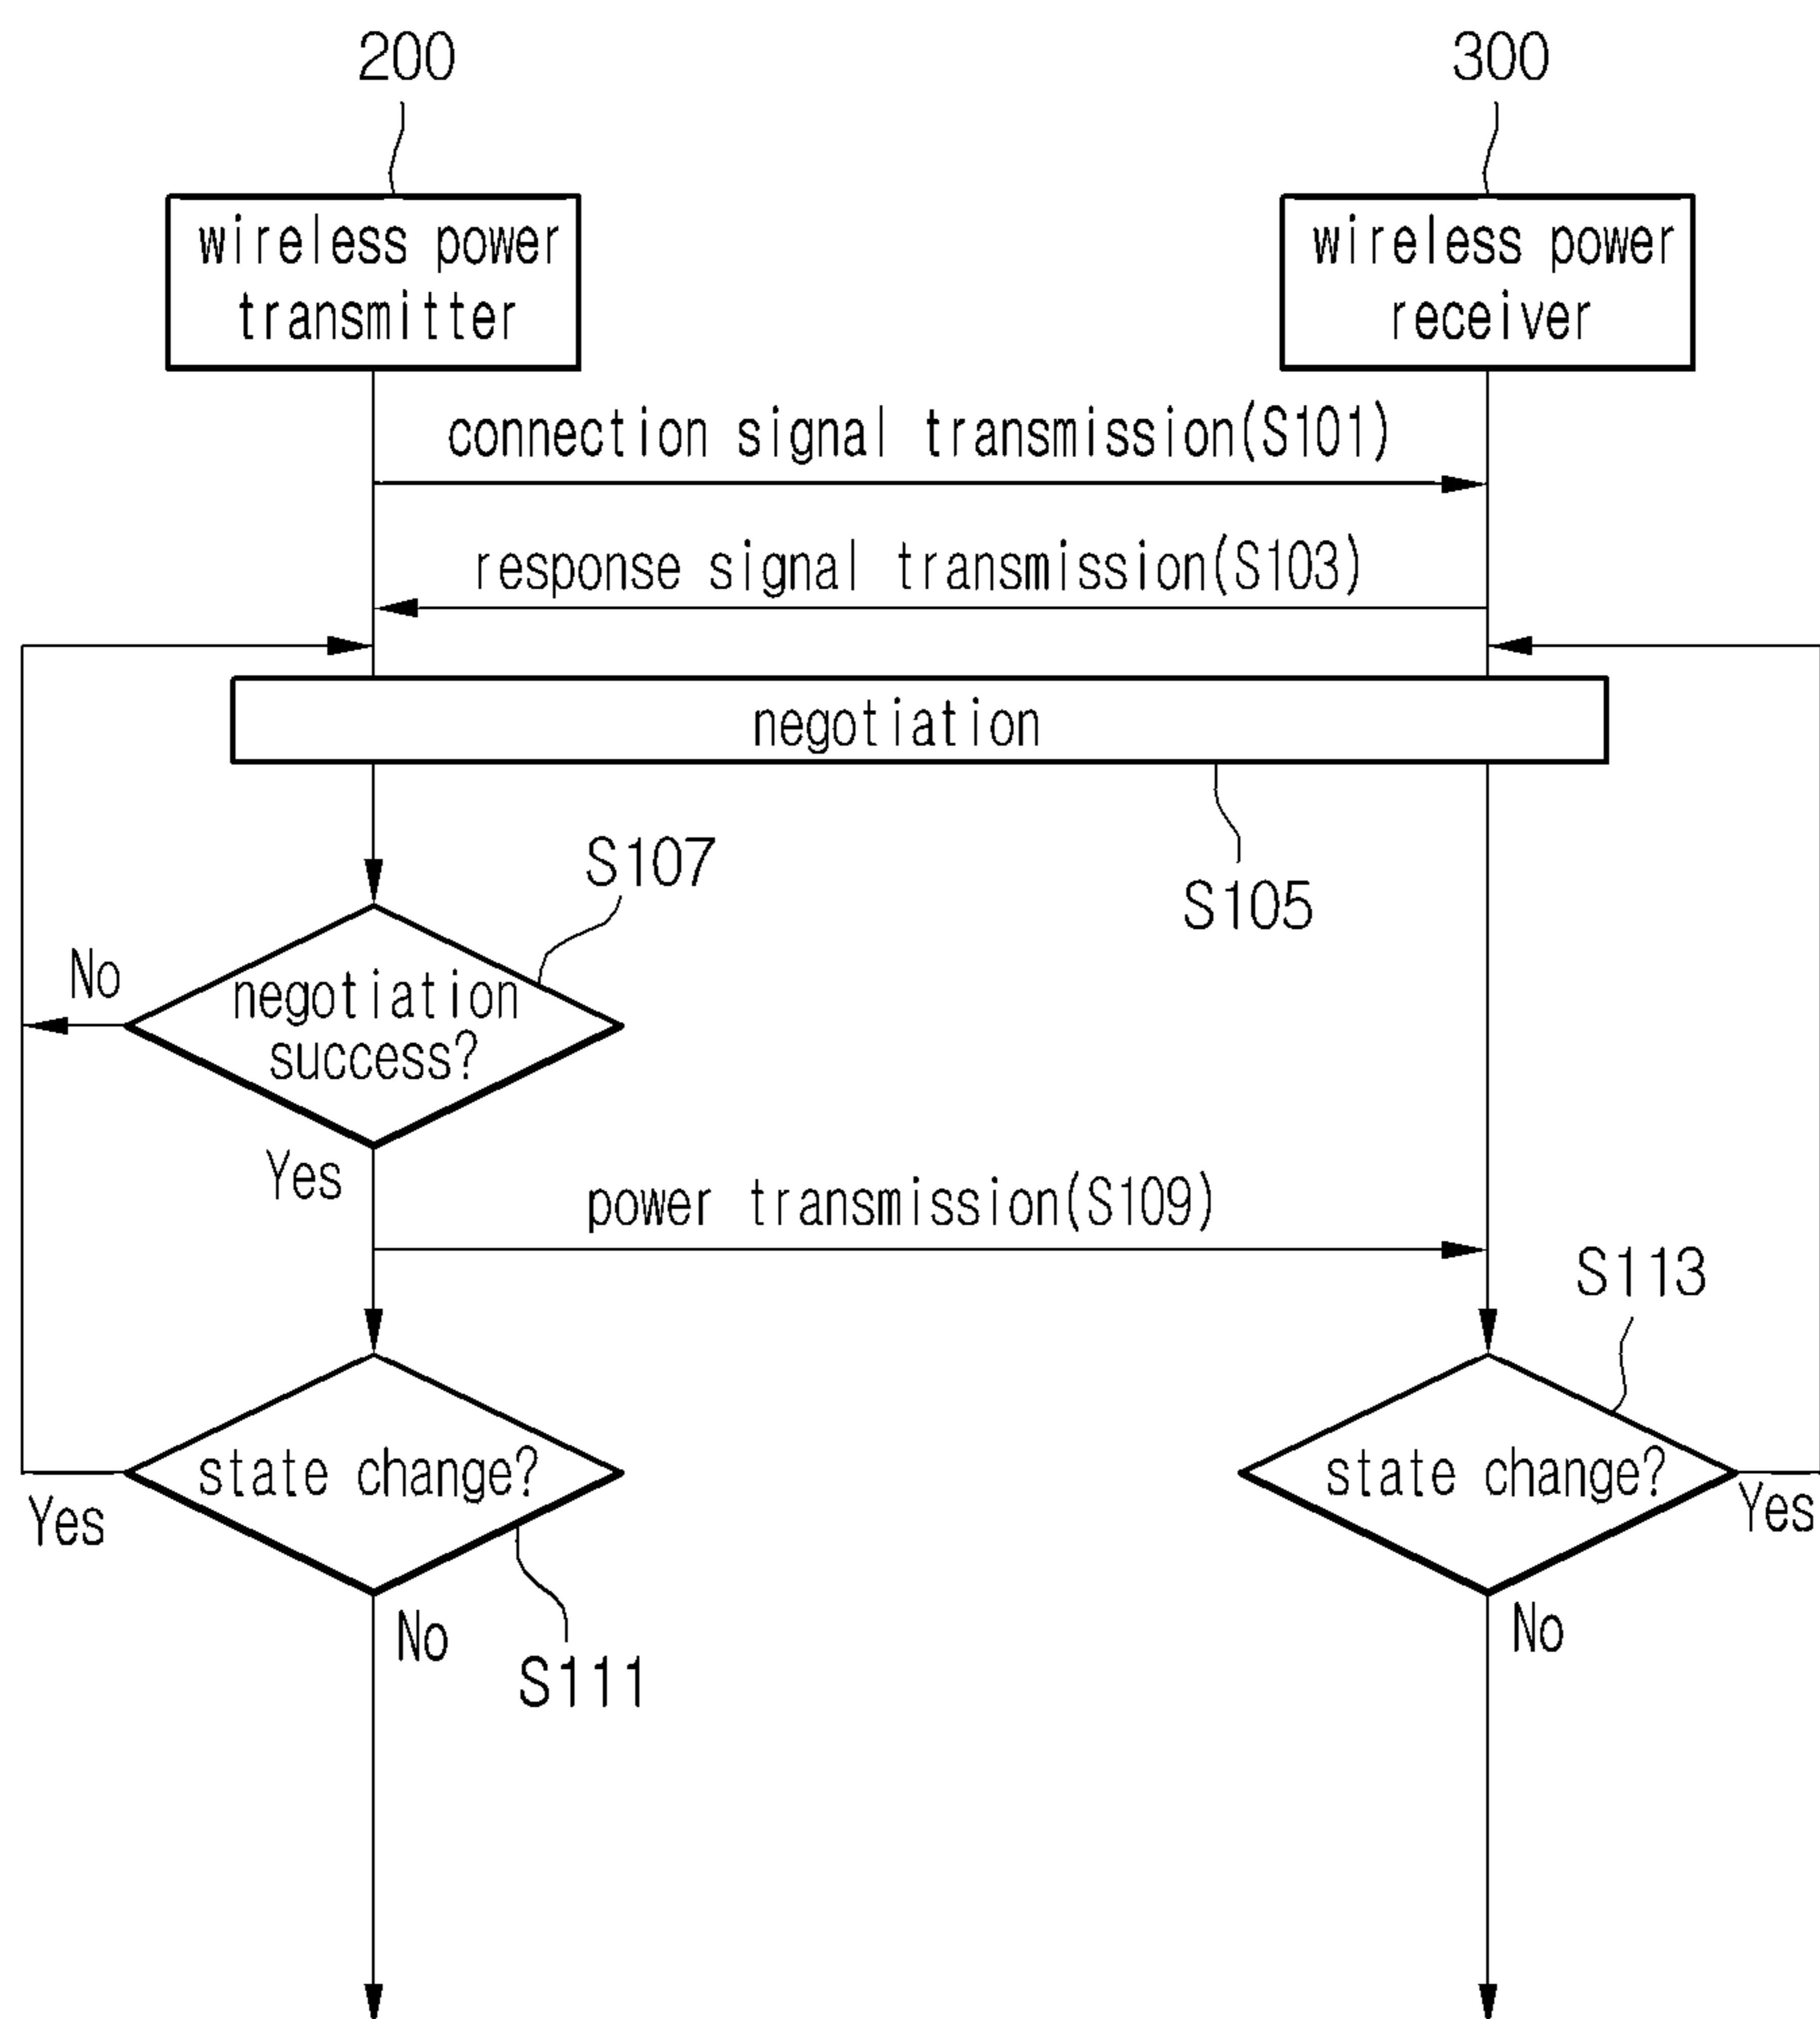 200
300
wireless power
transmitter
wireless power
receiver
connection signal transmission(S101)
response signal transmission(S103)
negotiation
S107
S105
No
negotiation
success?
Yes
power transmission(S109)
S113
state change?
state change?
Yes
Yes
No
No
S111